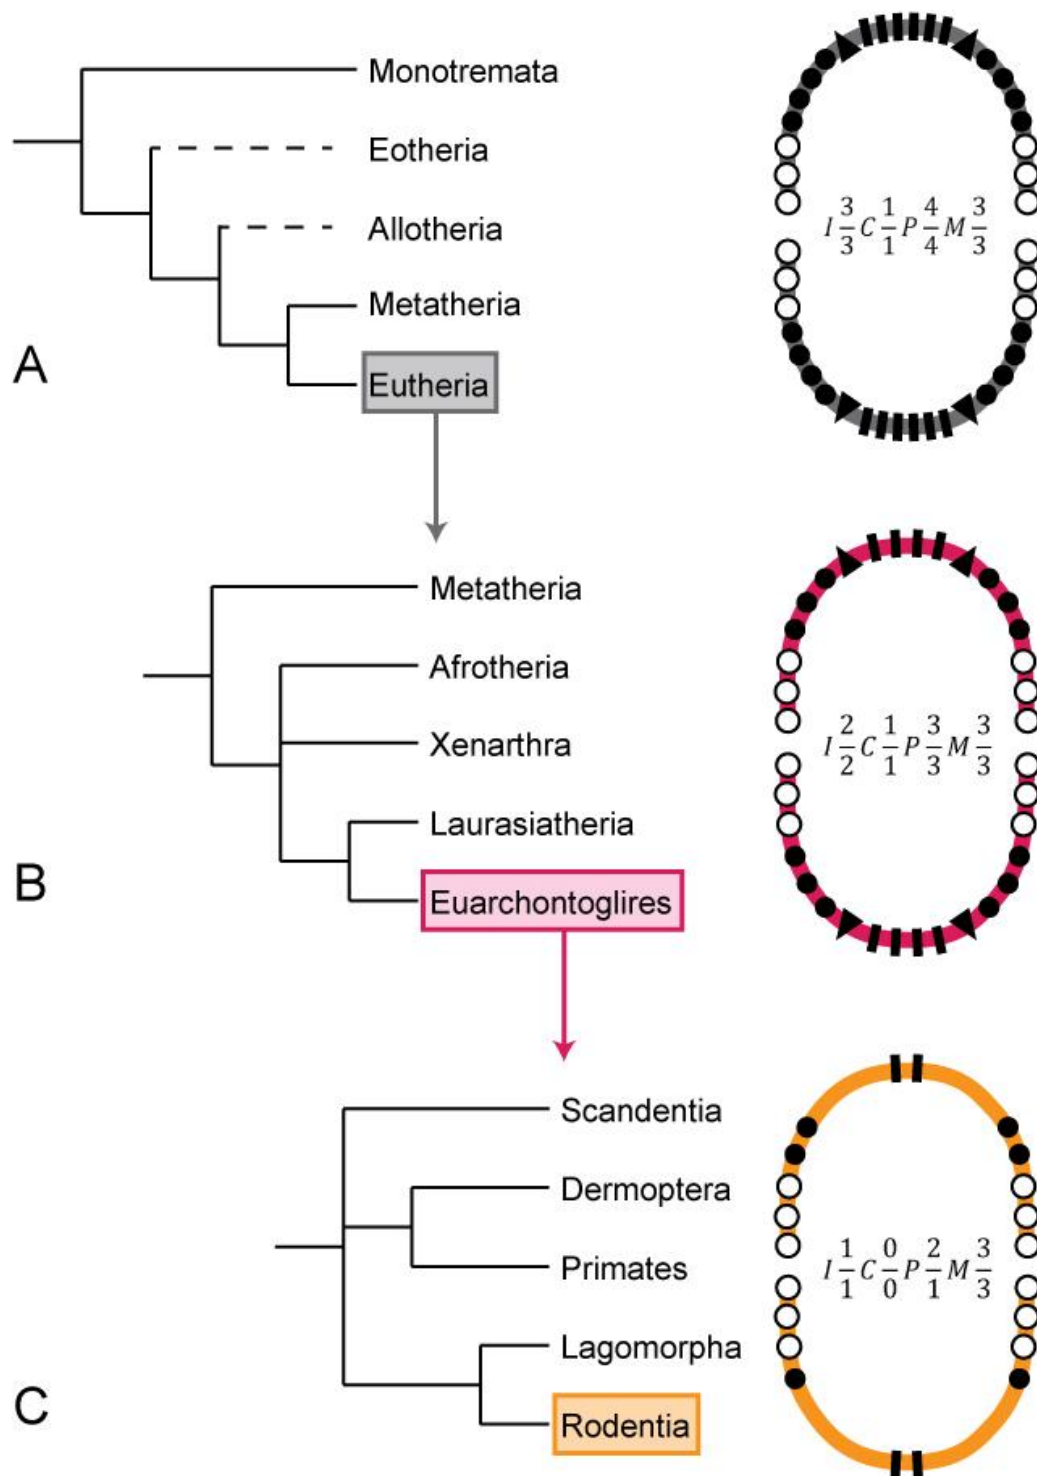 Monotremata
Eotheria
Allotheria
Metatheria
Eutheria
A
I 3/3 C 1/1 P 4/4 M 3/3
Metatheria
Afrotheria
Xenarthra
Laurasiatheria
Euarchontoglires
B
I 2/2 C 1/1 P 3/3 M 3/3
Scandentia
Dermoptera
Primates
Lagomorpha
Rodentia
C
I 1/1 C 0/0 P 2/1 M 3/3